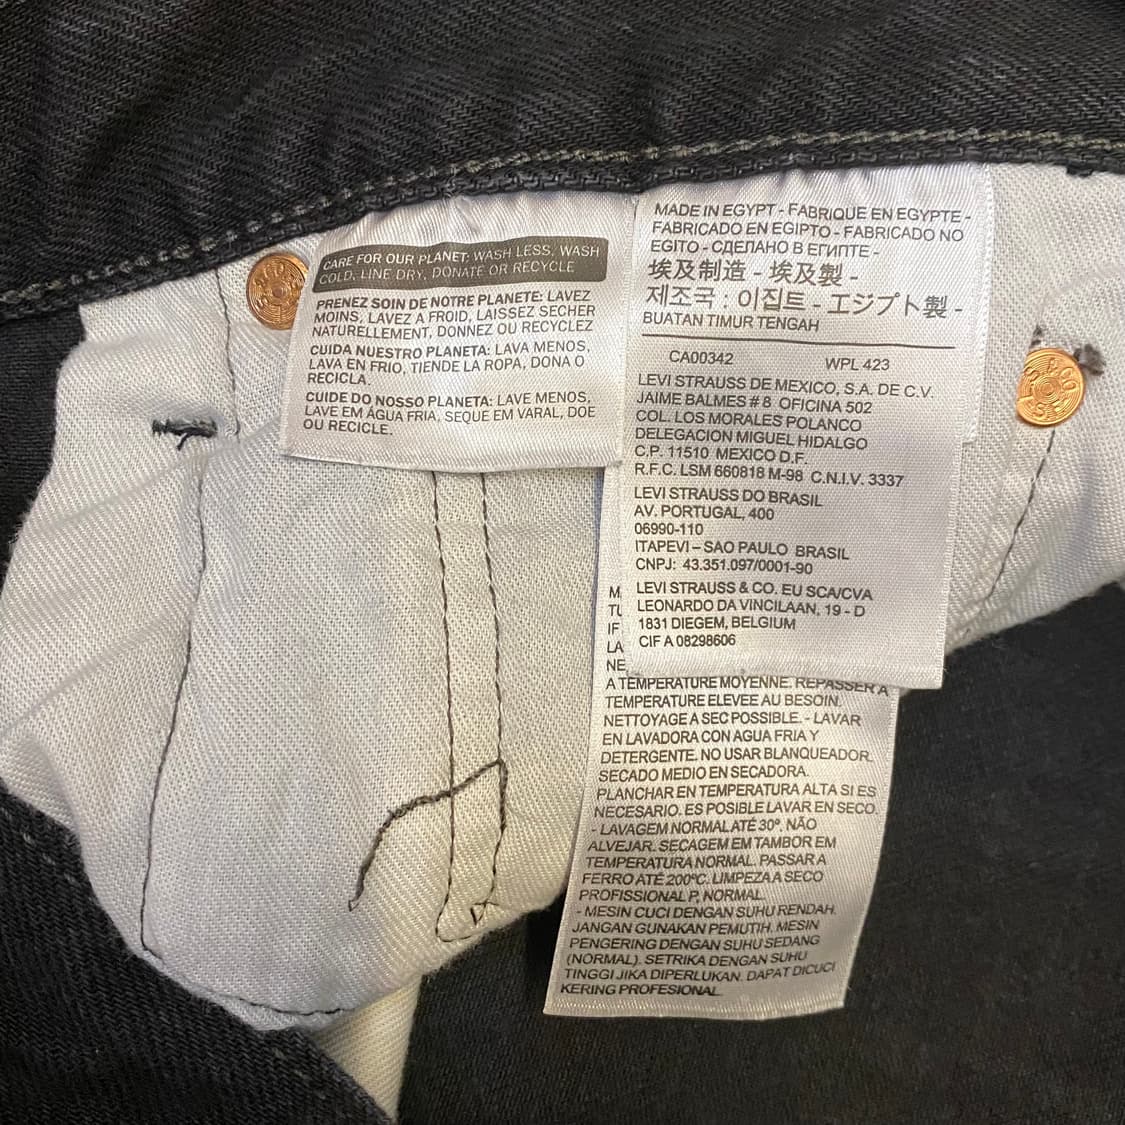 CARE FOR OUR PLANET: WASH LESS, WASH
COLD, LINE DRY, DONATE OR RECYCLE
PRENEZ SOIN DE NOTRE PLANETE: LAVEZ
MOINS, LAVEZ A FROID, LAISSEZ SECHER
NATURELLEMENT, DONNEZ OU RECYCLEZ
CUIDA NUESTRO PLANETA: LAVA MENOS,
LAVA EN FRIO, TIENDE LA ROPA, DONA O
RECICLA.
CUIDE DO NOSSO PLANETA: LAVE MENOS,
LAVE EM ÁGUA FRIA, SEQUE EM VARAL, DOE
OU RECICLE.
MADE IN EGYPT - FABRIQUE EN EGYPTE -
FABRICADO EN EGIPTO - FABRICADO NO
EGITO - СДЕЛАНО В ЕГИПТЕ -
埃及制造 - 埃及製 -
제조국 : 이집트 - エジプト製 -
BUATAN TIMUR TENGAH
CA00342 WPL 423
LEVI STRAUSS DE MEXICO, S.A. DE C.V.
JAIME BALMES # 8 OFICINA 502
COL. LOS MORALES POLANCO
DELEGACION MIGUEL HIDALGO
C.P. 11510 MEXICO D.F.
R.F.C. LSM 660818 M-98 C.N.I.V. 3337
LEVI STRAUSS DO BRASIL
AV. PORTUGAL, 400
06990-110
ITAPEVI – SAO PAULO BRASIL
CNPJ: 43.351.097/0001-90
LEVI STRAUSS & CO. EU SCA/CVA
LEONARDO DA VINCILAAN, 19 - D
1831 DIEGEM, BELGIUM
CIF A 08298606
M
TU
IF
LA
NE
A TEMPERATURE MOYENNE. REPASSER A
TEMPERATURE ELEVEE AU BESOIN.
NETTOYAGE A SEC POSSIBLE. - LAVAR
EN LAVADORA CON AGUA FRIA Y
DETERGENTE. NO USAR BLANQUEADOR.
SECADO MEDIO EN SECADORA.
PLANCHAR EN TEMPERATURA ALTA SI ES
NECESARIO. ES POSIBLE LAVAR EN SECO.
- LAVAGEM NORMAL ATÉ 30º. NÃO
ALVEJAR. SECAGEM EM TAMBOR EM
TEMPERATURA NORMAL. PASSAR A
FERRO ATÉ 200ºC. LIMPEZA A SECO
PROFISSIONAL P, NORMAL.
- MESIN CUCI DENGAN SUHU RENDAH.
JANGAN GUNAKAN PEMUTIH. MESIN
PENGERING DENGAN SUHU SEDANG
(NORMAL). SETRIKA DENGAN SUHU
TINGGI JIKA DIPERLUKAN. DAPAT DICUCI
KERING PROFESIONAL.